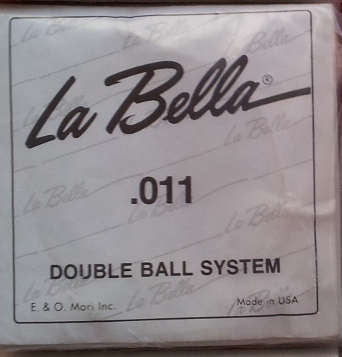 La Bella®
.011
DOUBLE BALL SYSTEM
E. & O. Mari Inc.
Made in USA